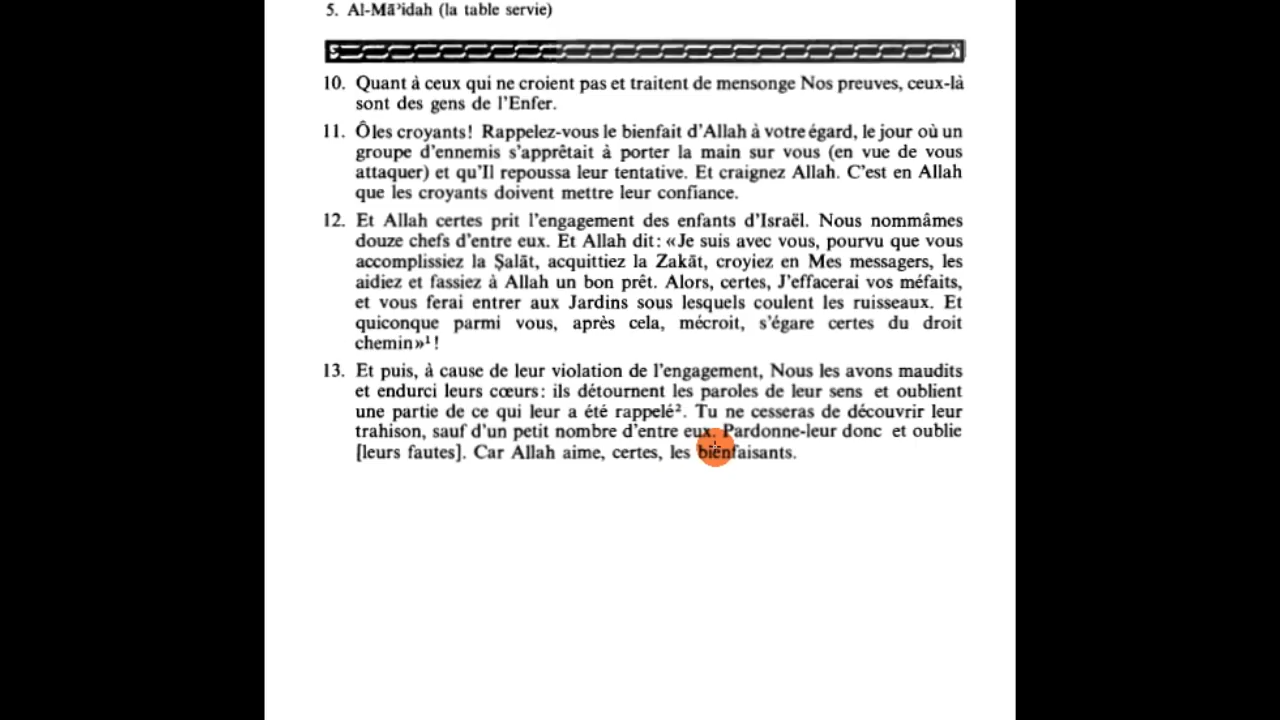 5. Al-Māʾidah (la table servie)
10. Quant à ceux qui ne croient pas et traitent de mensonge Nos preuves, ceux-là
sont des gens de l’Enfer.
11. Ôles croyants! Rappelez-vous le bienfait d’Allah à votre égard, le jour où un
groupe d’ennemis s’apprêtait à porter la main sur vous (en vue de vous
attaquer) et qu’Il repoussa leur tentative. Et craignez Allah. C’est en Allah
que les croyants doivent mettre leur confiance.
12. Et Allah certes prit l’engagement des enfants d’Israël. Nous nommâmes
douze chefs d’entre eux. Et Allah dit: «Je suis avec vous, pourvu que vous
accomplissiez la Ṣalāt, acquittiez la Zakāt, croyiez en Mes messagers, les
aidiez et fassiez à Allah un bon prêt. Alors, certes, J’effacerai vos méfaits,
et vous ferai entrer aux Jardins sous lesquels coulent les ruisseaux. Et
quiconque parmi vous, après cela, mécroit, s’égare certes du droit
chemin»¹!
13. Et puis, à cause de leur violation de l’engagement, Nous les avons maudits
et endurci leurs cœurs: ils détournent les paroles de leur sens et oublient
une partie de ce qui leur a été rappelé². Tu ne cesseras de découvrir leur
trahison, sauf d’un petit nombre d’entre eux. Pardonne-leur donc et oublie
[leurs fautes]. Car Allah aime, certes, les bienfaisants.